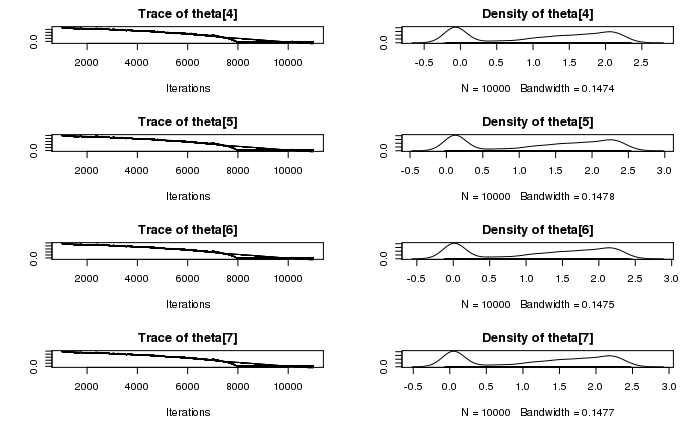 Trace of theta[4]
0.0
2000 4000 6000 8000 10000
Iterations
Density of theta[4]
0.0
-0.5 0.0 0.5 1.0 1.5 2.0 2.5
N = 10000 Bandwidth = 0.1474
Trace of theta[5]
0.0
2000 4000 6000 8000 10000
Iterations
Density of theta[5]
0.0
-0.5 0.0 0.5 1.0 1.5 2.0 2.5 3.0
N = 10000 Bandwidth = 0.1478
Trace of theta[6]
0.0
2000 4000 6000 8000 10000
Iterations
Density of theta[6]
0.0
-0.5 0.0 0.5 1.0 1.5 2.0 2.5 3.0
N = 10000 Bandwidth = 0.1475
Trace of theta[7]
0.0
2000 4000 6000 8000 10000
Iterations
Density of theta[7]
0.0
-0.5 0.0 0.5 1.0 1.5 2.0 2.5 3.0
N = 10000 Bandwidth = 0.1477